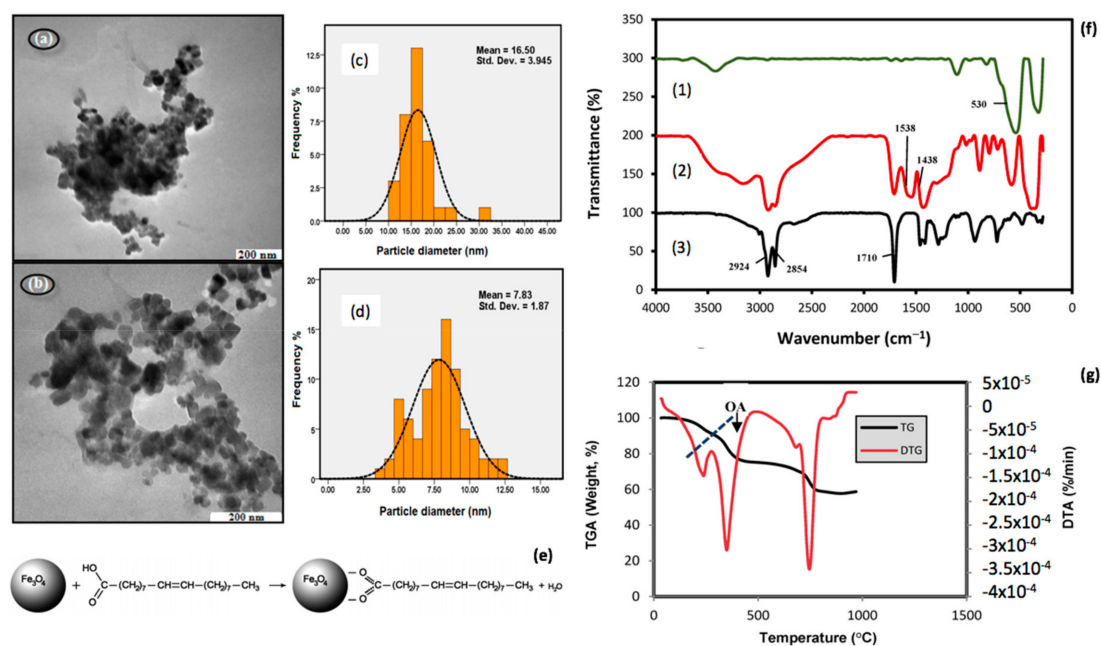 (a)
200 nm
(b)
200 nm
(c)
Mean = 16.50
Std. Dev. = 3.945
Frequency %
12.5
10.0
7.5
5.0
2.5
0.0
0.00 5.00 10.00 15.00 20.00 25.00 30.00 35.00 40.00 45.00
Particle diameter (nm)
(d)
Mean = 7.83
Std. Dev. = 1.87
Frequency %
20
15
10
5
0
.00 5.00 10.00 15.00
Particle diameter (nm)
(e)
Fe3O4 + HO C O (CH2)7—CH=CH—(CH2)7—CH3 → Fe3O4 – O O C (CH2)7—CH=CH—(CH2)7—CH3 + H2O
(f)
350
300
250
200
150
100
50
0
Transmittance (%)
(1)
530
(2)
1538
1438
(3)
2924
2854
1710
4000 3500 3000 2500 2000 1500 1000 500 0
Wavenumber (cm−1)
(g)
120
100
80
60
40
20
0
TGA (Weight, %)
OA
TG
DTG
5x10-5
0
-5x10-5
-1x10-4
-1.5x10-4
-2x10-4
-2.5x10-4
-3x10-4
-3.5x10-4
-4x10-4
DTA (%/min)
0 500 1000 1500
Temperature (°C)